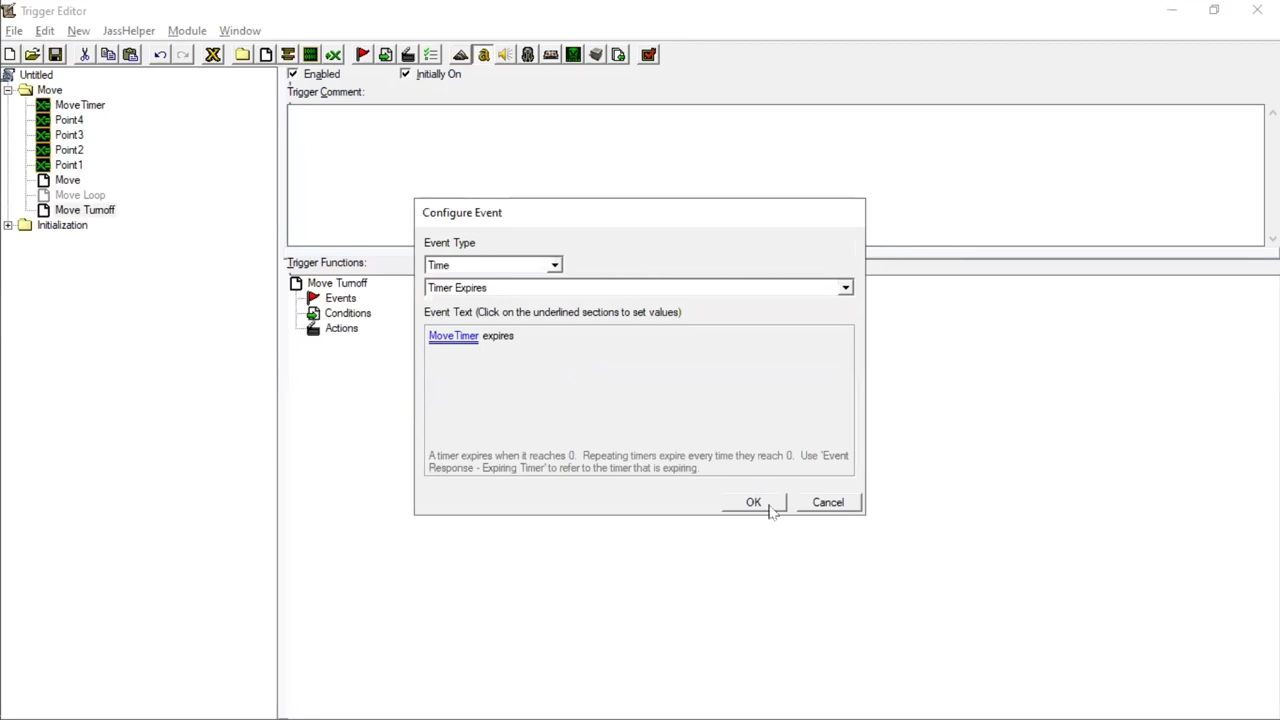 Trigger Editor
File Edit New JassHelper Module Window
Untitled
Move
MoveTimer
Point4
Point3
Point2
Point1
Move
Move Loop
Move Turnoff
Initialization
Enabled Initially On
Trigger Comment:
Trigger Functions:
Move Turnoff
Events
Conditions
Actions
Configure Event
Event Type
Time
Timer Expires
Event Text (Click on the underlined sections to set values)
MoveTimer expires
A timer expires when it reaches 0. Repeating timers expire every time they reach 0. Use 'Event
Response - Expiring Timer' to refer to the timer that is expiring.
OK Cancel